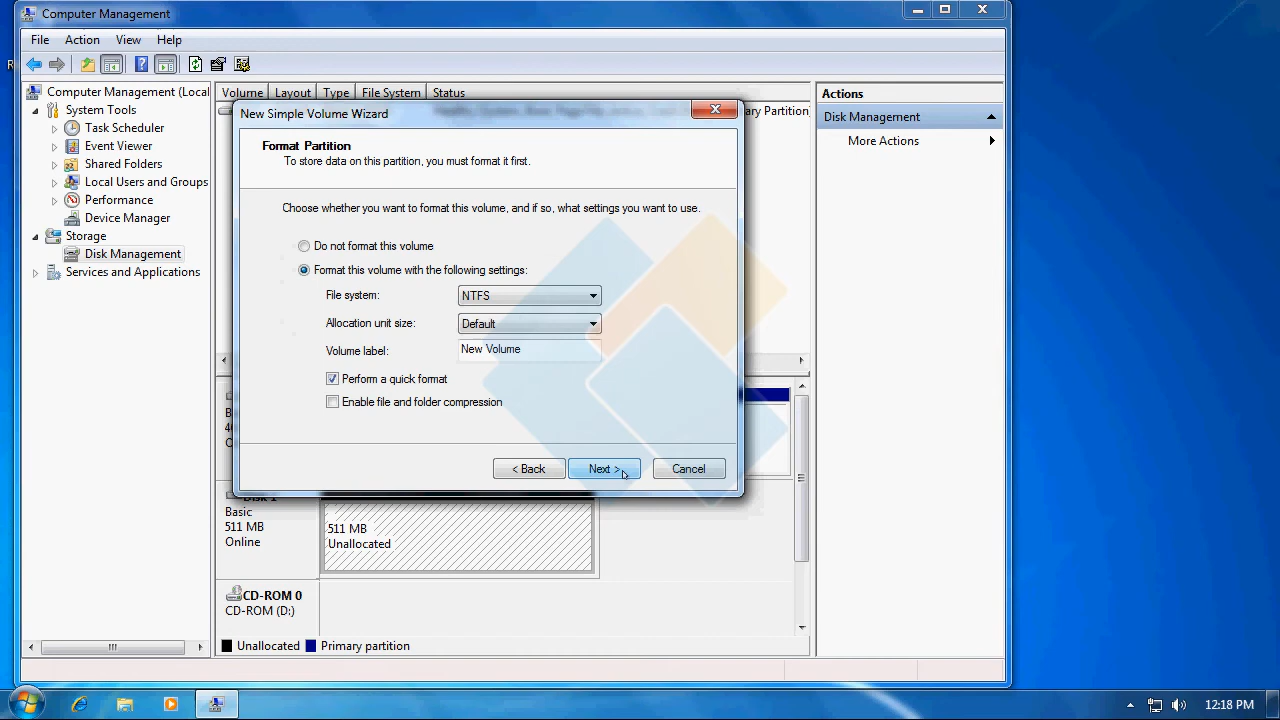 Computer Management
File Action View Help
Computer Management (Local
System Tools
Task Scheduler
Event Viewer
Shared Folders
Local Users and Groups
Performance
Device Manager
Storage
Disk Management
Services and Applications
Volume Layout Type File System Status
ary Partition)
New Simple Volume Wizard
Format Partition
To store data on this partition, you must format it first.
Choose whether you want to format this volume, and if so, what settings you want to use.
Do not format this volume
Format this volume with the following settings:
File system: NTFS
Allocation unit size: Default
Volume label: New Volume
Perform a quick format
Enable file and folder compression
< Back Next > Cancel
Disk 1
Basic
511 MB
Online
511 MB
Unallocated
CD-ROM 0
CD-ROM (D:)
Unallocated Primary partition
Actions
Disk Management
More Actions
12:18 PM